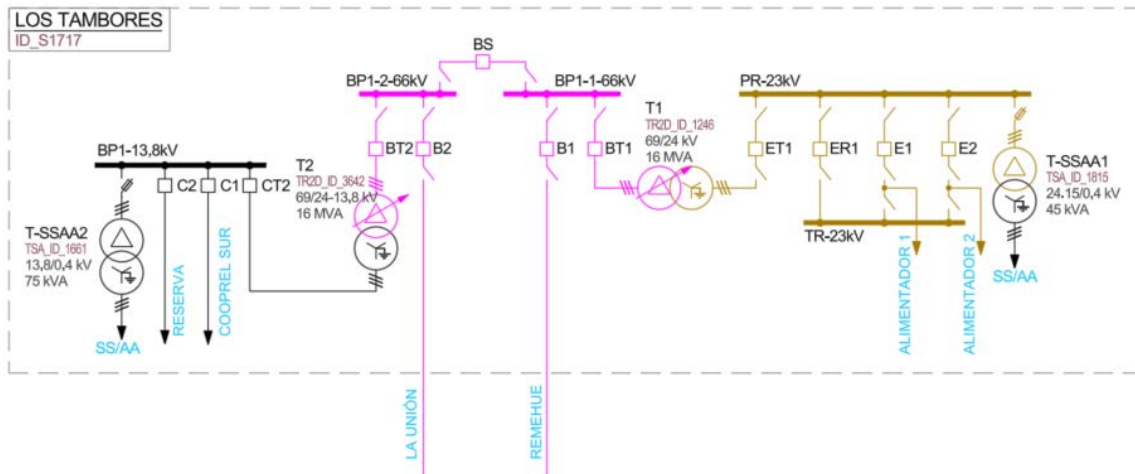 LOS TAMBORES
ID_S1717
BS
BP1-2-66kV
BP1-1-66kV
PR-23kV
T1
TR2D_ID_1246
69/24 kV
16 MVA
BT2
B2
B1
BT1
ET1
ER1
E1
E2
BP1-13,8kV
T2
TR2D_ID_3642
69/24-13,8 kV
16 MVA
C2
C1
CT2
T-SSAA1
TSA_ID_1815
24.15/0,4 kV
45 kVA
T-SSAA2
TSA_ID_1661
13,8/0,4 kV
75 kVA
TR-23kV
RESERVA
COOPREL SUR
ALIMENTADOR 1
ALIMENTADOR 2
SS/AA
SS/AA
LA UNIÓN
REMEHUE